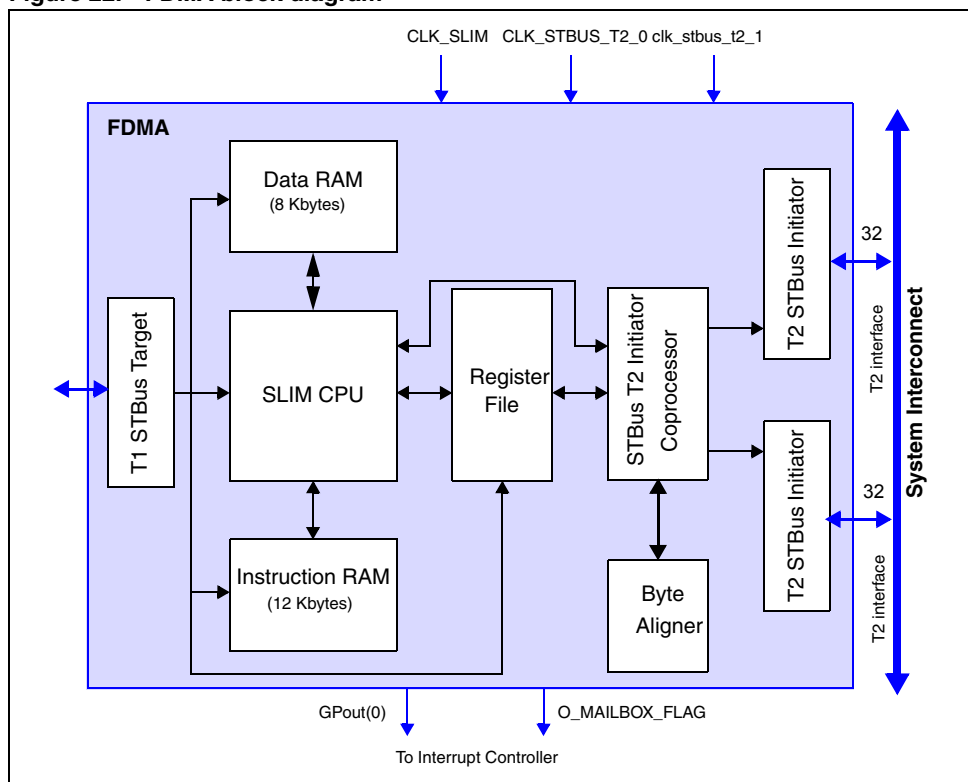 CLK_SLIM CLK_STBUS_T2_0 clk_stbus_t2_1
FDMA
Data RAM
(8 Kbytes)
T1 STBus Target
SLIM CPU
Register
File
STBus T2 Initiator
Coprocessor
T2 STBus Initiator
32
T2 interface
System Interconnect
T2 STBus Initiator
32
T2 interface
Instruction RAM
(12 Kbytes)
Byte
Aligner
GPout(0)
O_MAILBOX_FLAG
To Interrupt Controller